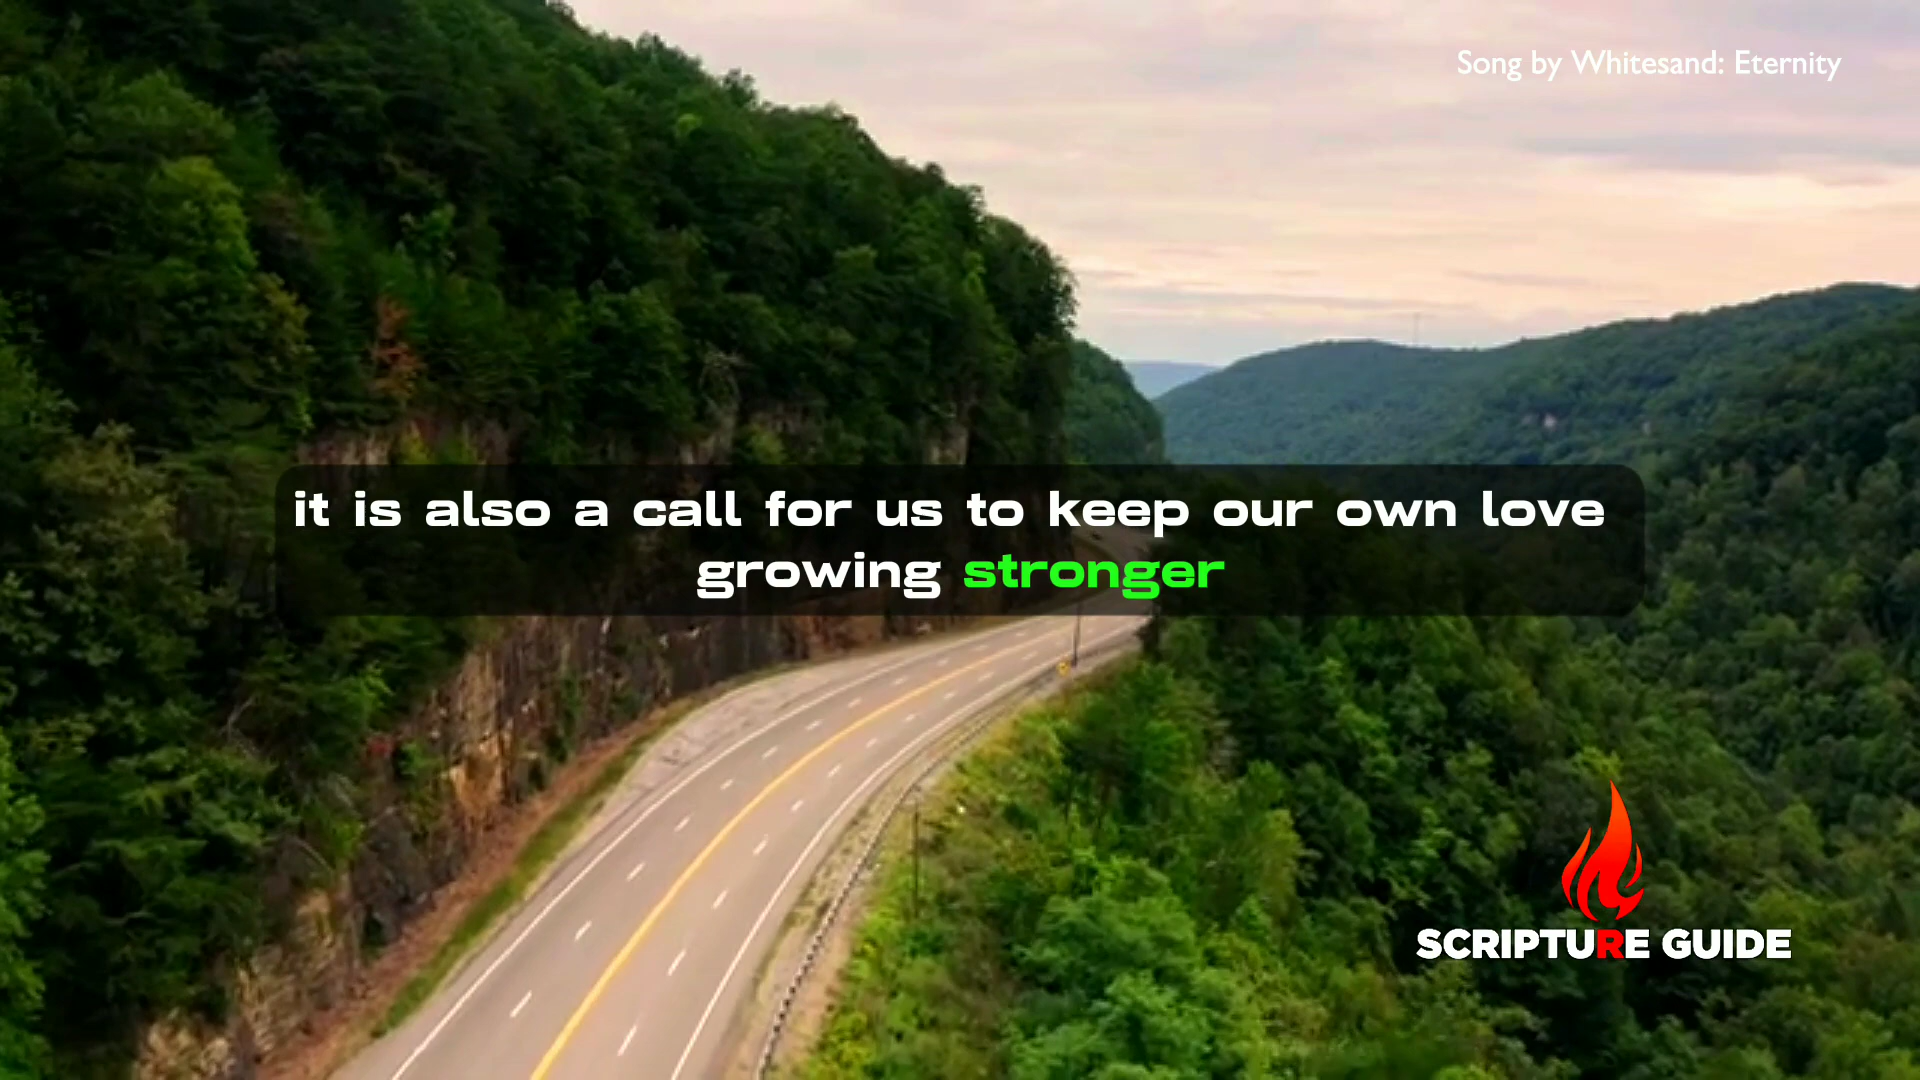 Song by Whitesand: Eternity
it is also a call for us to keep our own love
growing stronger
SCRIPTURE GUIDE